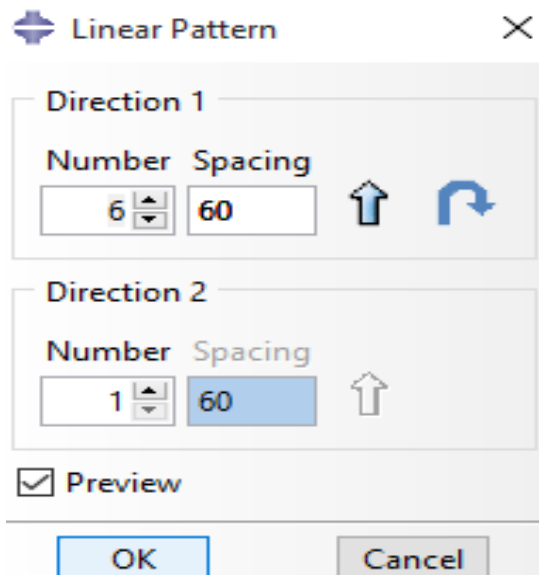 Linear Pattern
Direction 1
Number Spacing
6 60
Direction 2
Number Spacing
1 60
Preview
OK Cancel